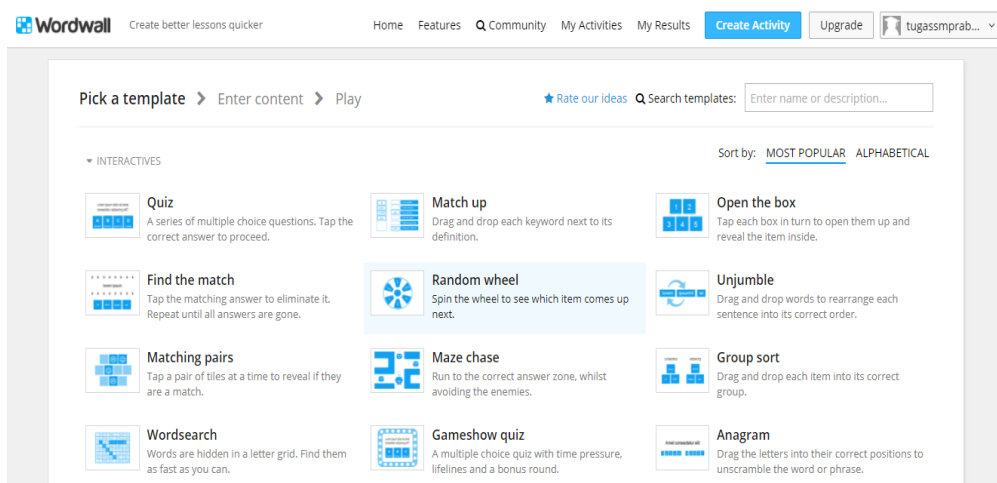 Wordwall Create better lessons quicker Home Features Community My Activities My Results Create Activity Upgrade tugassmprab...
Pick a template Enter content Play Rate our ideas Search templates: Enter name or description...
INTERACTIVES Sort by: MOST POPULAR ALPHABETICAL
Quiz
A series of multiple choice questions. Tap the
correct answer to proceed.
Match up
Drag and drop each keyword next to its
definition.
Open the box
Tap each box in turn to open them up and
reveal the item inside.
Find the match
Tap the matching answer to eliminate it.
Repeat until all answers are gone.
Random wheel
Spin the wheel to see which item comes up
next.
Unjumble
Drag and drop words to rearrange each
sentence into its correct order.
Matching pairs
Tap a pair of tiles at a time to reveal if they
are a match.
Maze chase
Run to the correct answer zone, whilst
avoiding the enemies.
Group sort
Drag and drop each item into its correct
group.
Wordsearch
Words are hidden in a letter grid. Find them
as fast as you can.
Gameshow quiz
A multiple choice quiz with time pressure,
lifelines and a bonus round.
Anagram
Drag the letters into their correct positions to
unscramble the word or phrase.